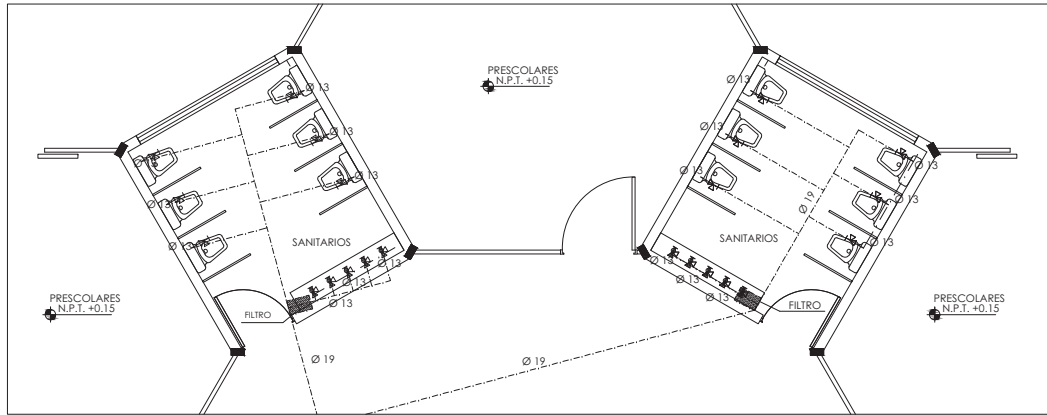 PRESCOLARES
N.P.T. +0.15
Ø 13
Ø 13
Ø 13
Ø 13
Ø 13
Ø 13
SANITARIOS
Ø 13
Ø 13
Ø 13
FILTRO
Ø 19
PRESCOLARES
N.P.T. +0.15
Ø 19
Ø 13
Ø 13
Ø 13
Ø 13
Ø 13
Ø 19
SANITARIOS
Ø 13
Ø 13
Ø 13
FILTRO
PRESCOLARES
N.P.T. +0.15